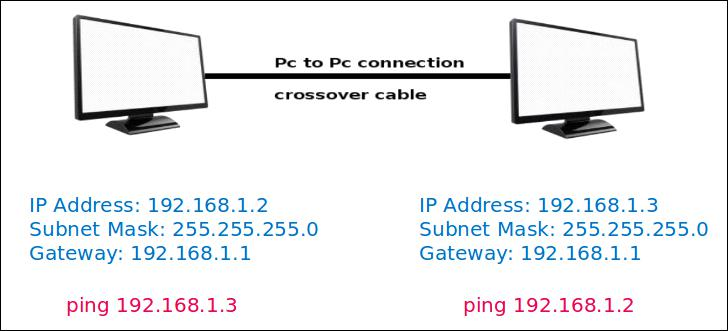 Pc to Pc connection
crossover cable
IP Address: 192.168.1.2
Subnet Mask: 255.255.255.0
Gateway: 192.168.1.1
ping 192.168.1.3
IP Address: 192.168.1.3
Subnet Mask: 255.255.255.0
Gateway: 192.168.1.1
ping 192.168.1.2